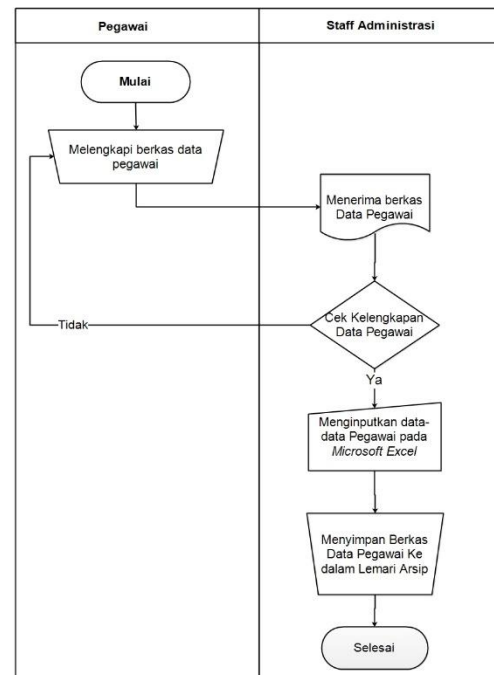 Pegawai
Staff Administrasi
Mulai
Melengkapi berkas data
pegawai
Menerima berkas
Data Pegawai
Cek Kelengkapan
Data Pegawai
Tidak
Ya
Menginputkan data-
data Pegawai pada
Microsoft Excel
Menyimpan Berkas
Data Pegawai Ke
dalam Lemari Arsip
Selesai